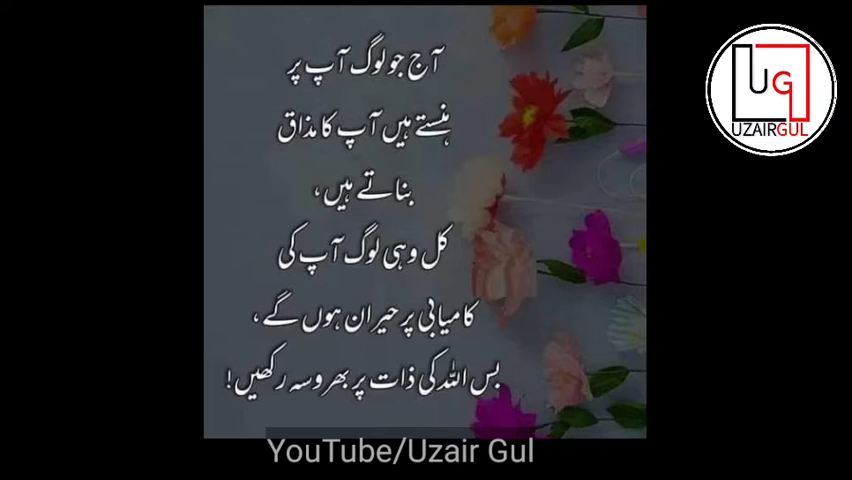 آج جو لوگ آپ پر
ہنستے ہیں آپ کا مذاق
بناتے ہیں،
کل وہی لوگ آپ کی
کامیابی پر حیران ہوں گے،
بس اللہ کی ذات پر بھروسہ رکھیں!
UG
UZAIRGUL
YouTube/Uzair Gul